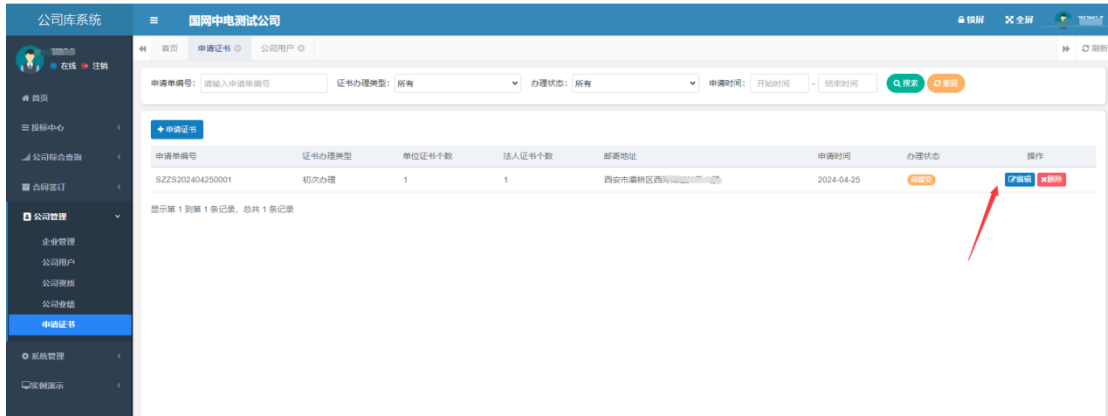 公司库系统
国网中电测试公司
锁屏 全屏
在线 注销
首页 申请证书 公司用户
刷新
申请单编号: 请输入申请单编号 证书办理类型: 所有 办理状态: 所有 申请时间: 开始时间 - 结束时间 搜索 重置
首页
投标中心
公司综合查询
合同签订
公司管理
企业管理
公司用户
公司资质
公司业绩
申请证书
系统管理
实例演示
申请证书
申请单编号 证书办理类型 单位证书个数 法人证书个数 邮寄地址 申请时间 办理状态 操作
SZZS202404250001 初次办理 1 1 西安市灞桥区西 2024-04-25 待提交 编辑 删除
显示第 1 到第 1 条记录，总共 1 条记录